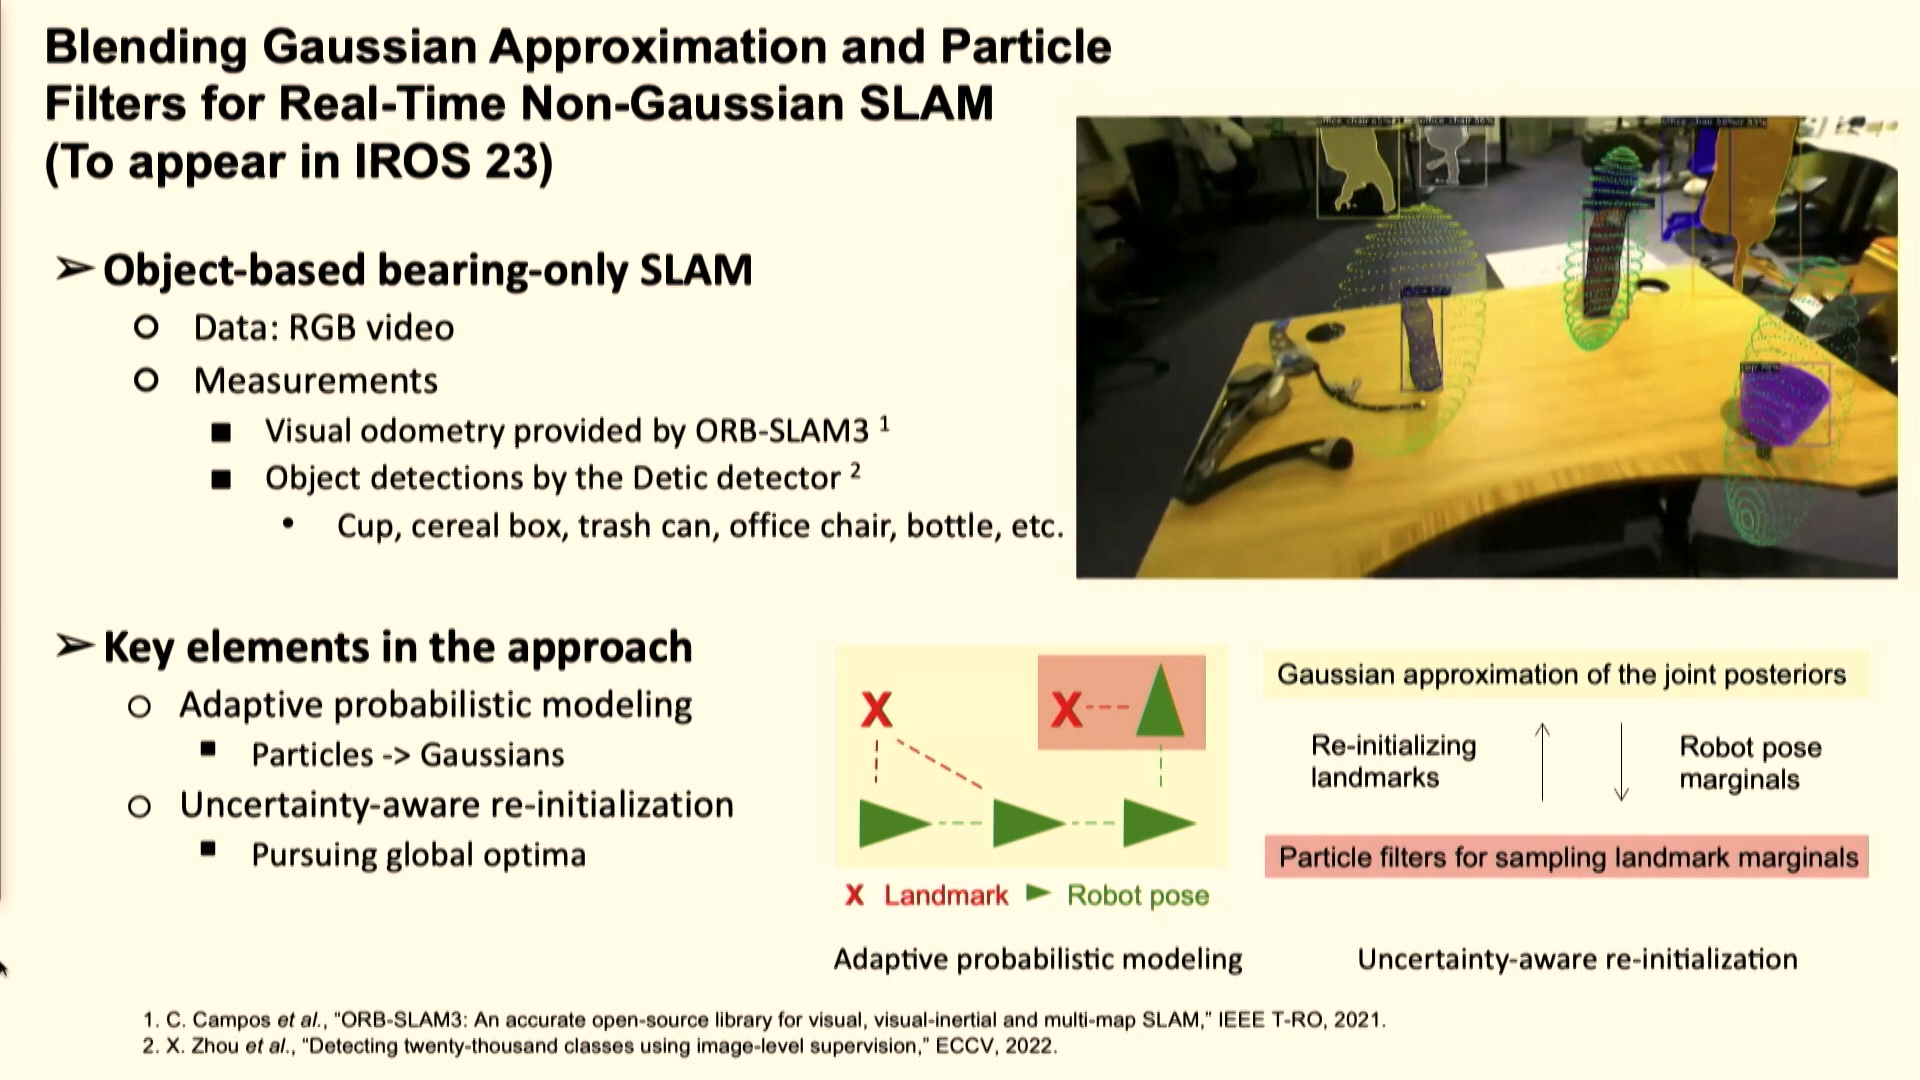 Blending Gaussian Approximation and Particle
Filters for Real-Time Non-Gaussian SLAM
(To appear in IROS 23)
➢ Object-based bearing-only SLAM
○ Data: RGB video
○ Measurements
■ Visual odometry provided by ORB-SLAM3 1
■ Object detections by the Detic detector 2
• Cup, cereal box, trash can, office chair, bottle, etc.
office chair
office chair
➢ Key elements in the approach
○ Adaptive probabilistic modeling
■ Particles -> Gaussians
○ Uncertainty-aware re-initialization
■ Pursuing global optima
X
X
X Landmark
Robot pose
Adaptive probabilistic modeling
Gaussian approximation of the joint posteriors
Re-initializing
landmarks
Robot pose
marginals
Particle filters for sampling landmark marginals
Uncertainty-aware re-initialization
1. C. Campos et al., "ORB-SLAM3: An accurate open-source library for visual, visual-inertial and multi-map SLAM," IEEE T-RO, 2021.
2. X. Zhou et al., "Detecting twenty-thousand classes using image-level supervision," ECCV, 2022.